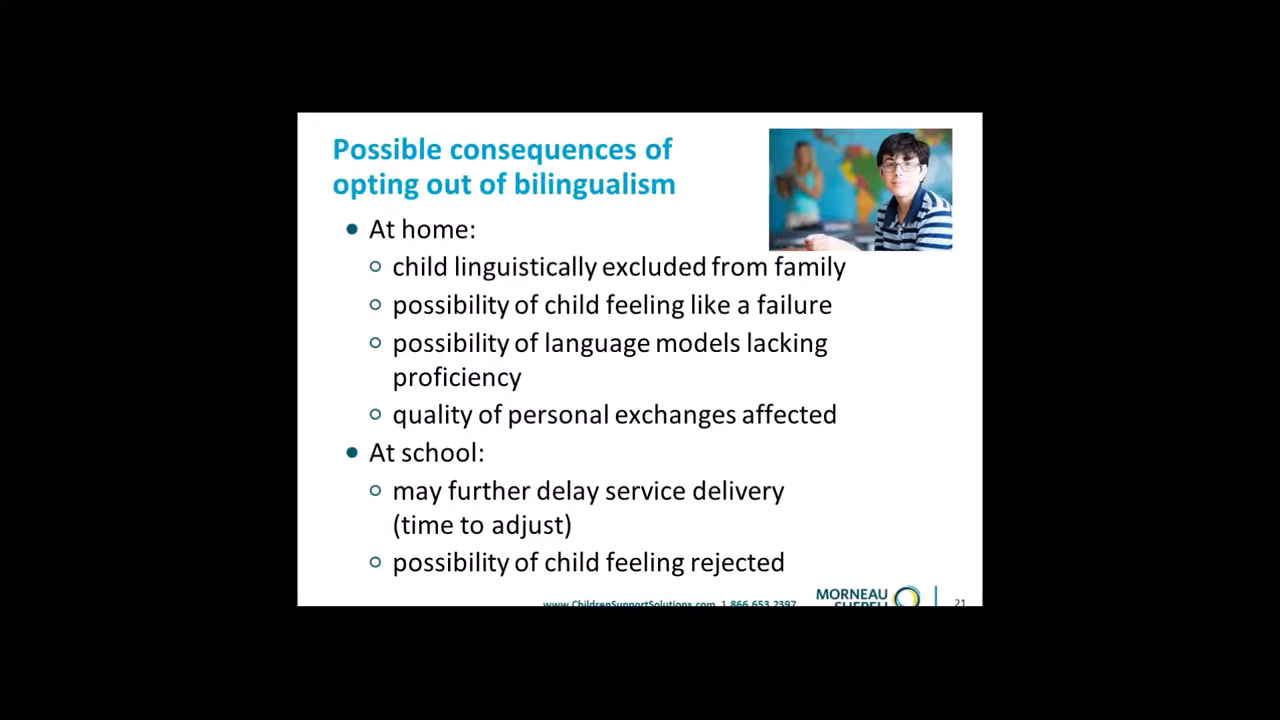 Possible consequences of
opting out of bilingualism
• At home:
o child linguistically excluded from family
o possibility of child feeling like a failure
o possibility of language models lacking
proficiency
o quality of personal exchanges affected
• At school:
o may further delay service delivery
(time to adjust)
o possibility of child feeling rejected
www.ChildrenSupportSolutions.com 1.866.653.2397
MORNEAU
SHEPELL
21